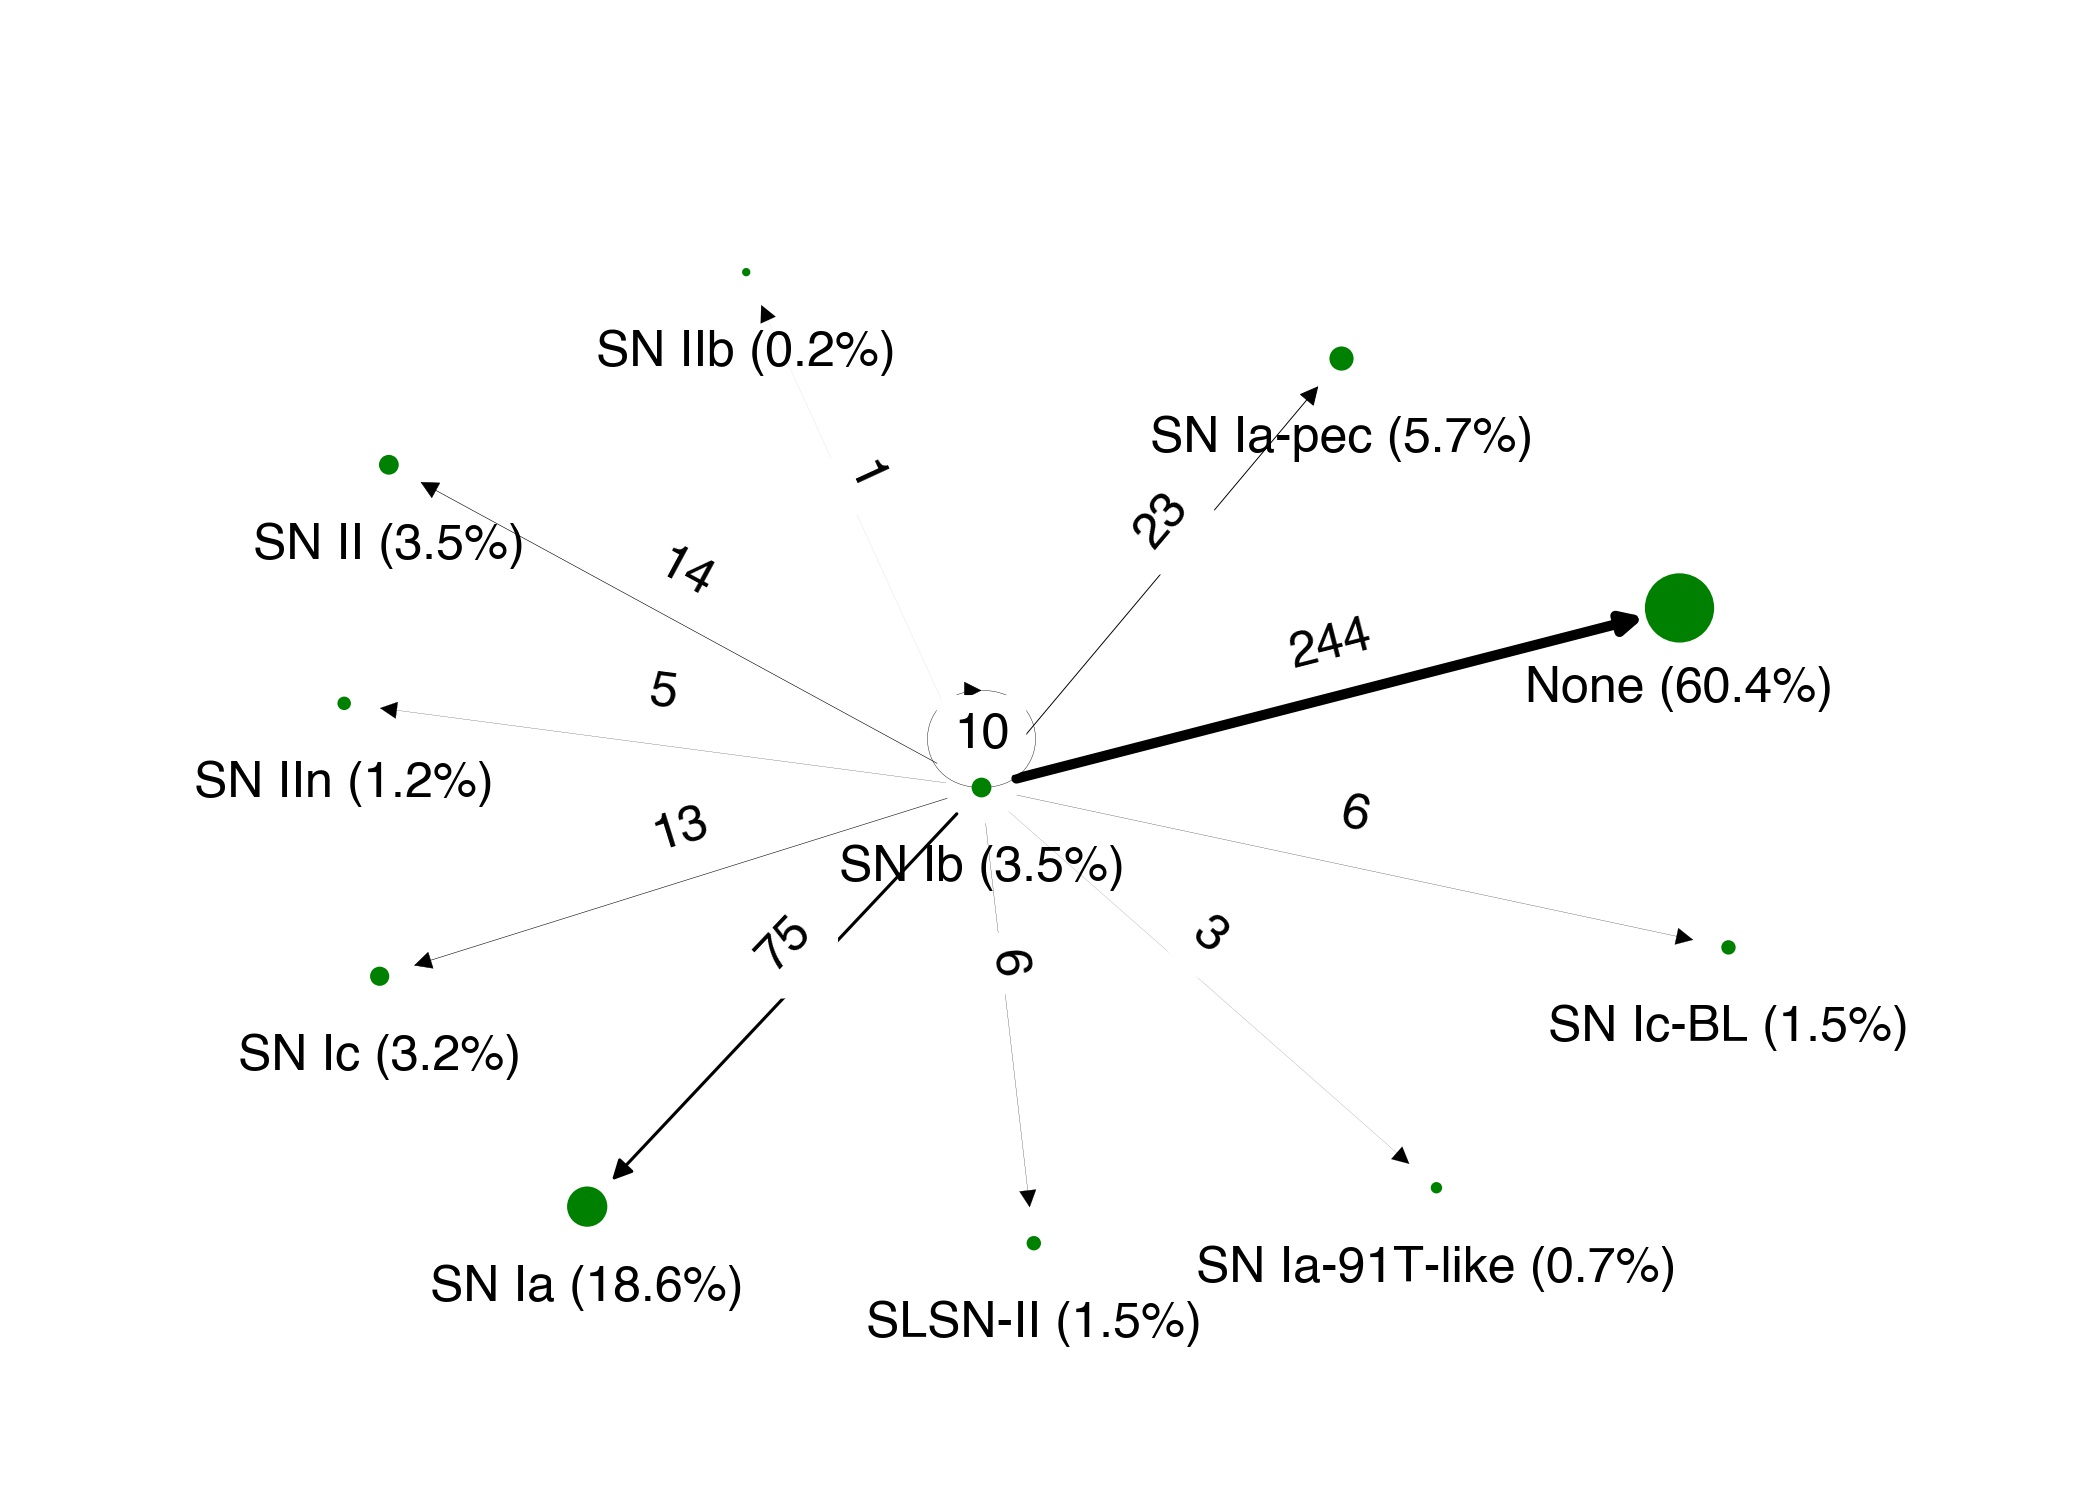 SN IIb (0.2%)
SN Ia-pec (5.7%)
1
23
SN II (3.5%)
14
244
None (60.4%)
5
10
SN IIn (1.2%)
13
6
SN Ib (3.5%)
75
6
3
SN Ic-BL (1.5%)
SN Ic (3.2%)
SN Ia (18.6%)
SN Ia-91T-like (0.7%)
SLSN-II (1.5%)